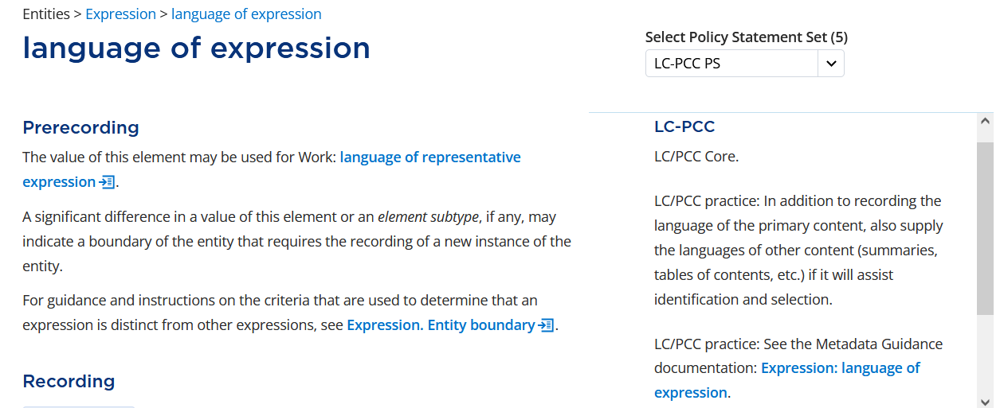 Entities > Expression > language of expression
language of expression
Select Policy Statement Set (5)
LC-PCC PS
Prerecording
The value of this element may be used for Work: language of representative
expression.
A significant difference in a value of this element or an element subtype, if any, may
indicate a boundary of the entity that requires the recording of a new instance of the
entity.
For guidance and instructions on the criteria that are used to determine that an
expression is distinct from other expressions, see Expression. Entity boundary.
Recording
LC-PCC
LC/PCC Core.
LC/PCC practice: In addition to recording the
language of the primary content, also supply
the languages of other content (summaries,
tables of contents, etc.) if it will assist
identification and selection.
LC/PCC practice: See the Metadata Guidance
documentation: Expression: language of
expression.